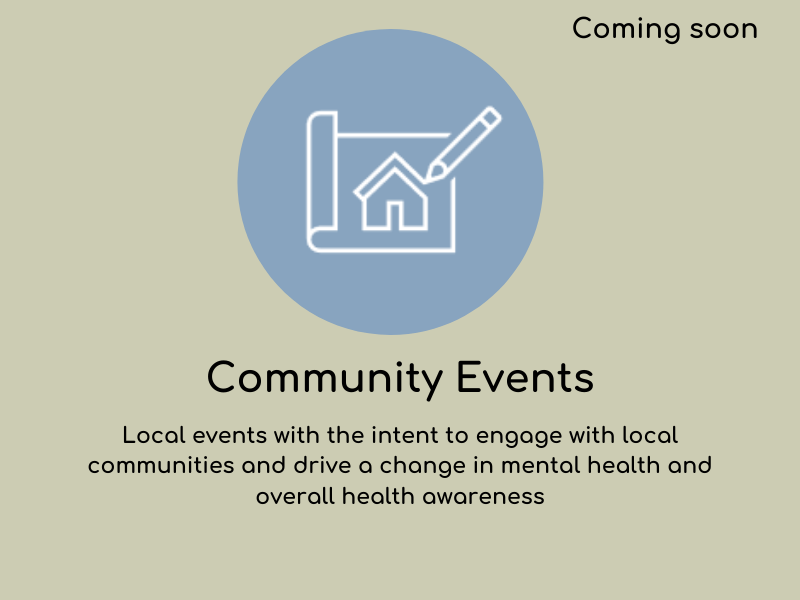 Coming soon
Community Events
Local events with the intent to engage with local
communities and drive a change in mental health and
overall health awareness